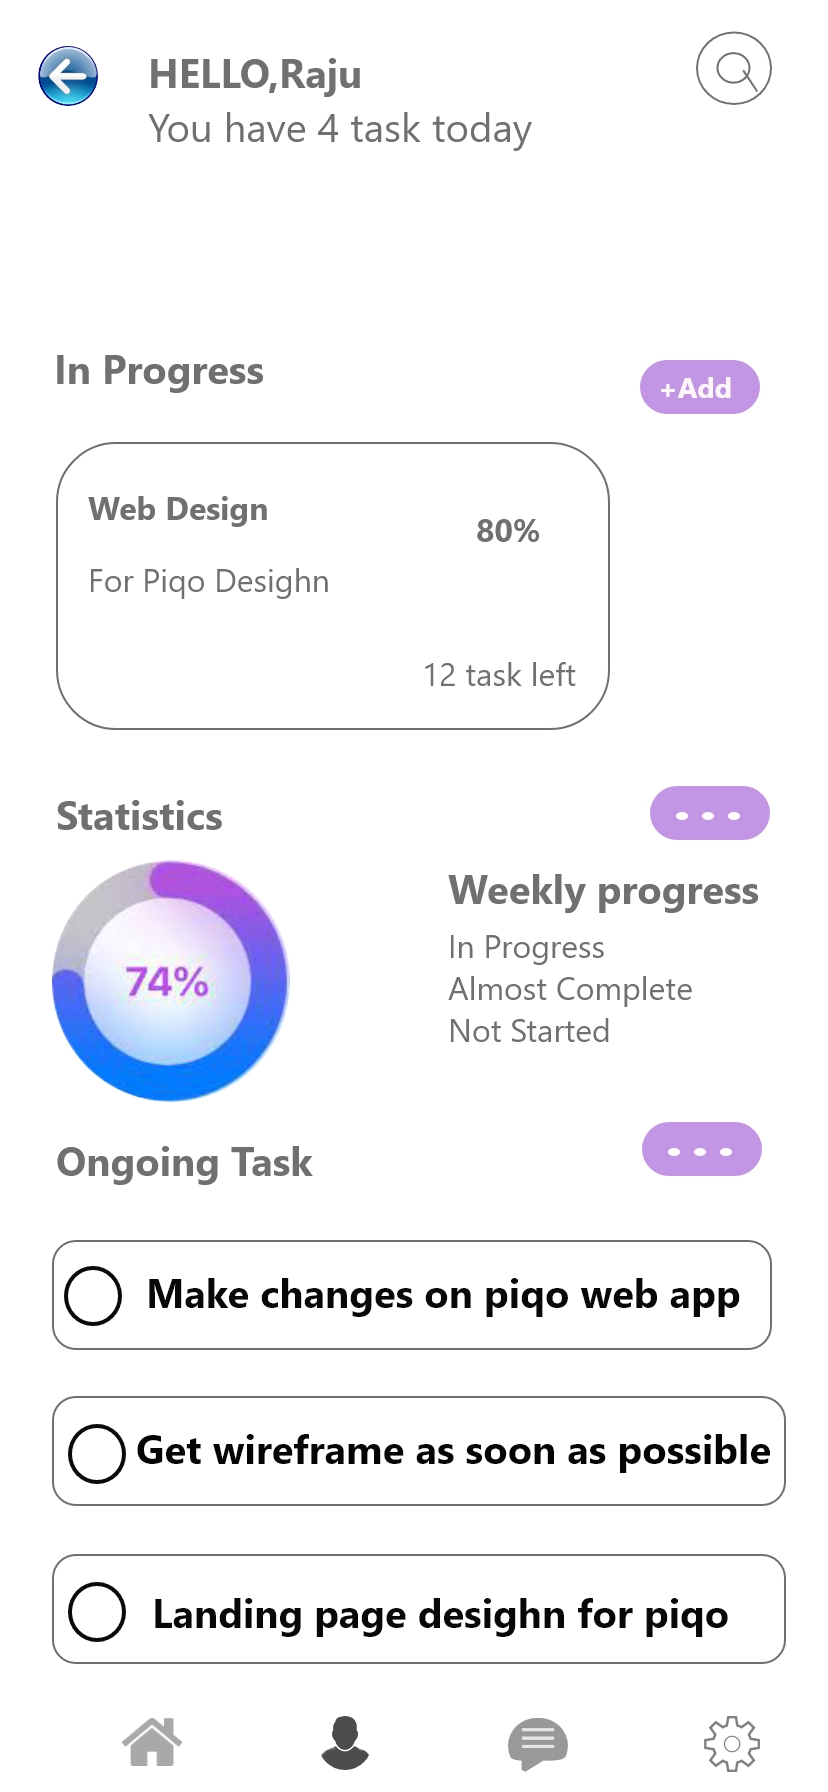 HELLO,Raju
You have 4 task today
In Progress
+Add
Web Design
80%
For Piqo Desighn
12 task left
Statistics
Weekly progress
In Progress
Almost Complete
Not Started
74%
Ongoing Task
Make changes on piqo web app
Get wireframe as soon as possible
Landing page desighn for piqo